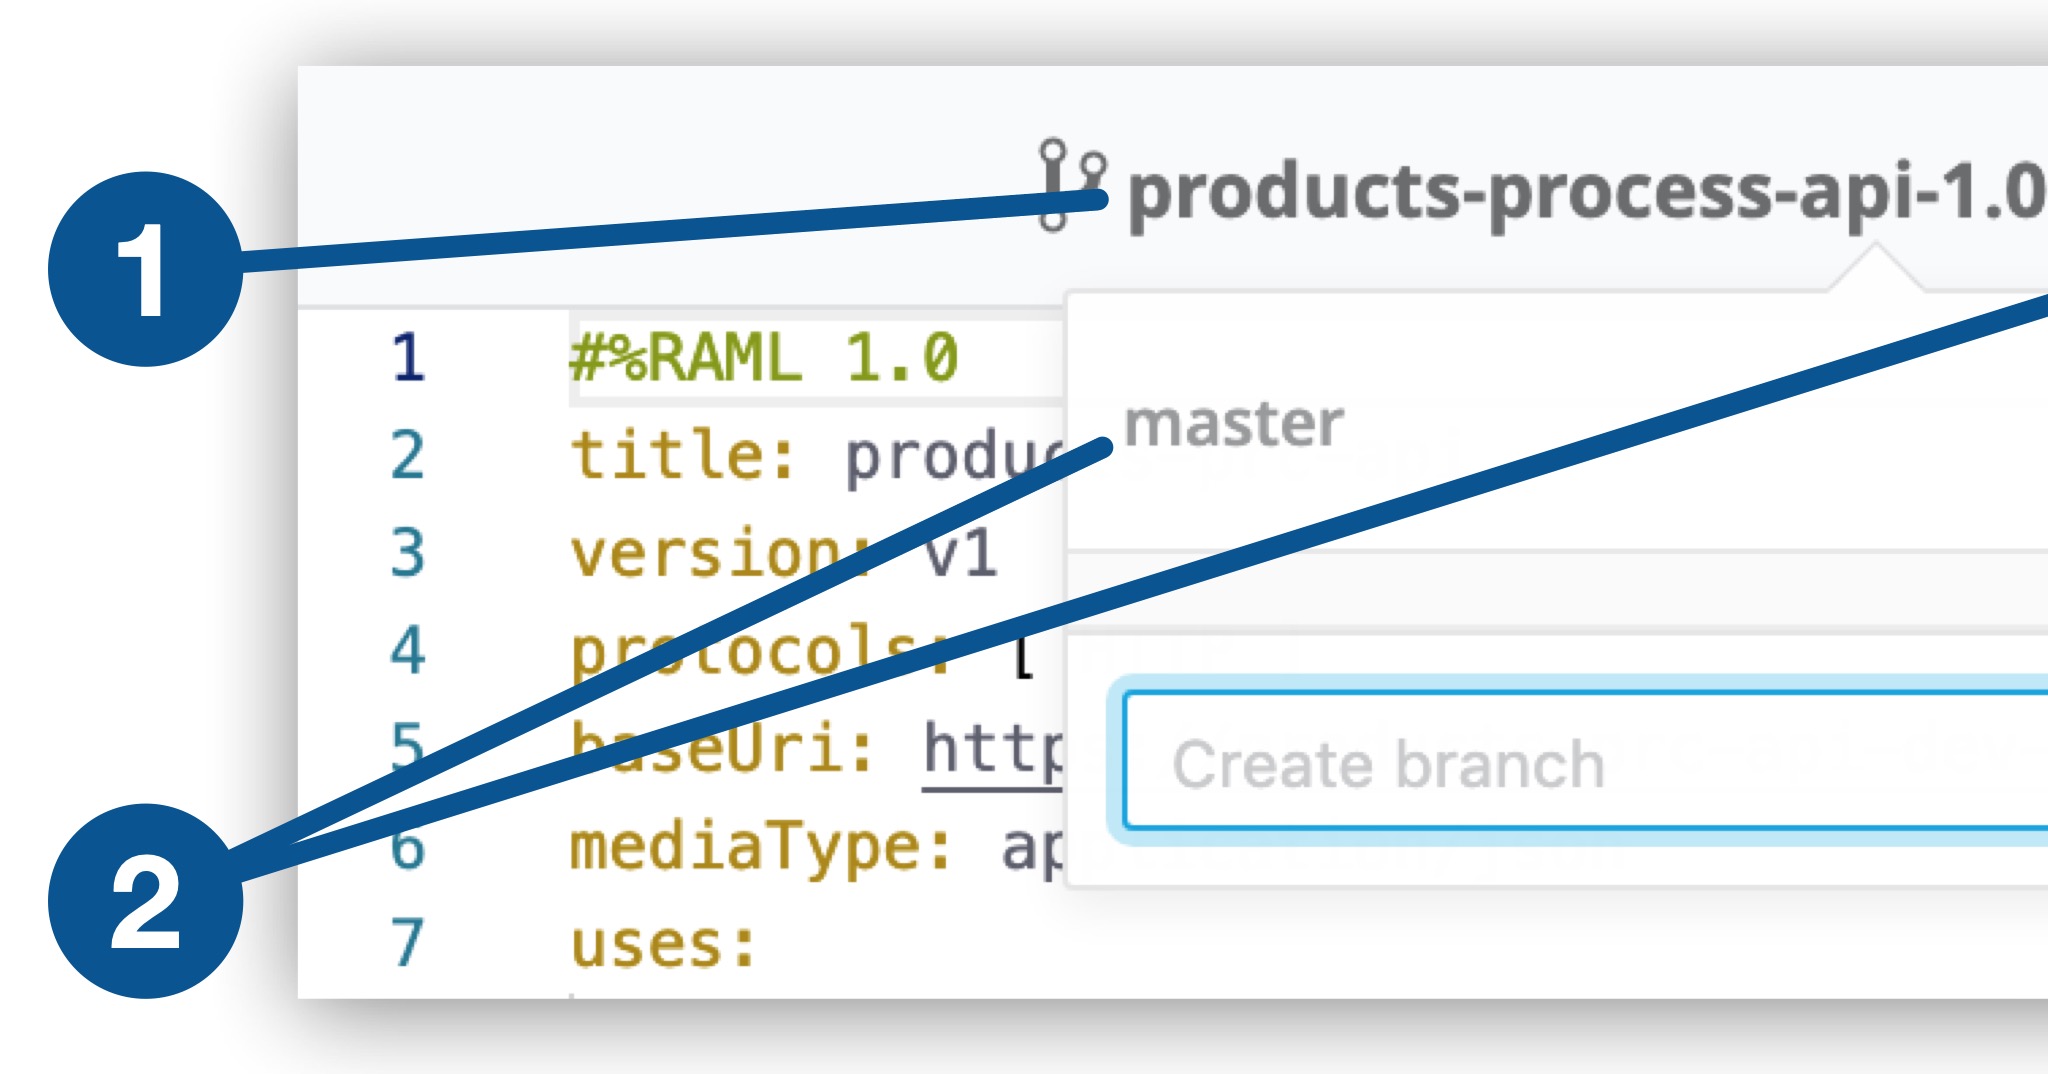 1
products-process-api-1.0
1 #%RAML 1.0
master
2 title: produc
3 version: v1
4 protocols: [
5 baseUri: http
Create branch
6 mediaType: ap
2
7 uses: